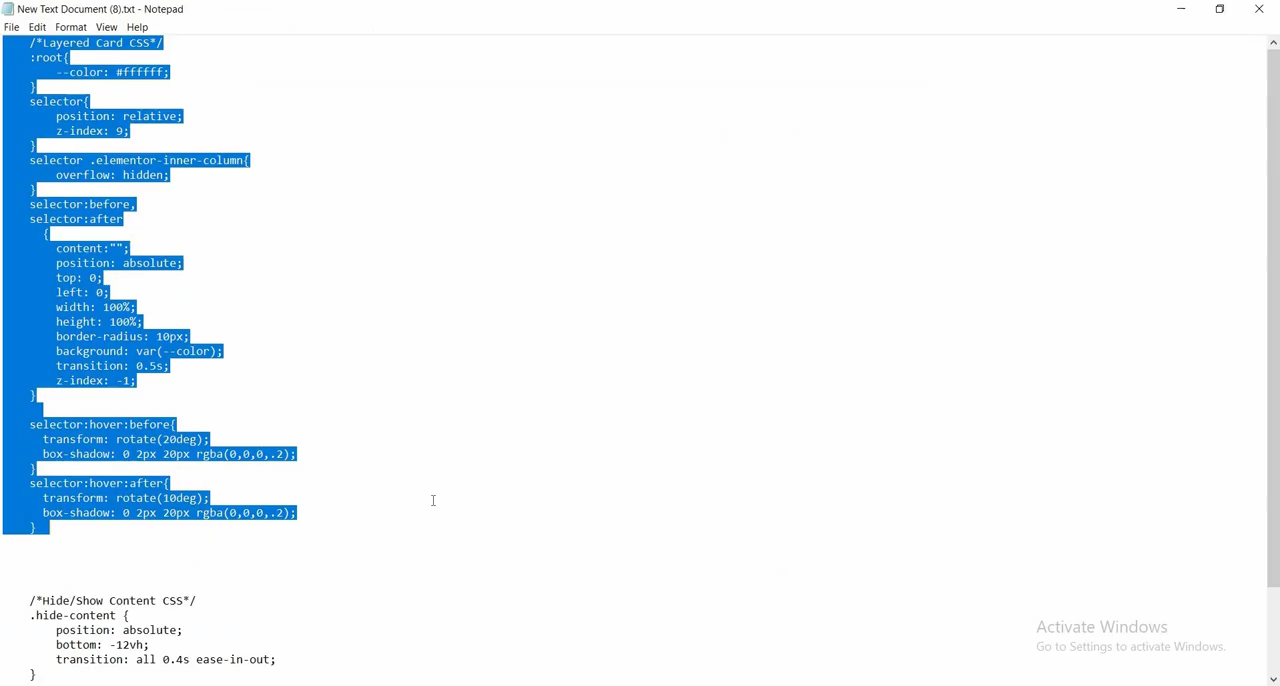 New Text Document (8).txt - Notepad
File Edit Format View Help
/*Layered Card CSS*/
:root{
--color: #ffffff;
}
selector{
position: relative;
z-index: 9;
}
selector .elementor-inner-column{
overflow: hidden;
}
selector:before,
selector:after
{
content:"";
position: absolute;
top: 0;
left: 0;
width: 100%;
height: 100%;
border-radius: 10px;
background: var(--color);
transition: 0.5s;
z-index: -1;
}
selector:hover:before{
transform: rotate(20deg);
box-shadow: 0 2px 20px rgba(0,0,0,.2);
}
selector:hover:after{
transform: rotate(10deg);
box-shadow: 0 2px 20px rgba(0,0,0,.2);
}
/*Hide/Show Content CSS*/
.hide-content {
position: absolute;
bottom: -12vh;
transition: all 0.4s ease-in-out;
}
Activate Windows
Go to Settings to activate Windows.